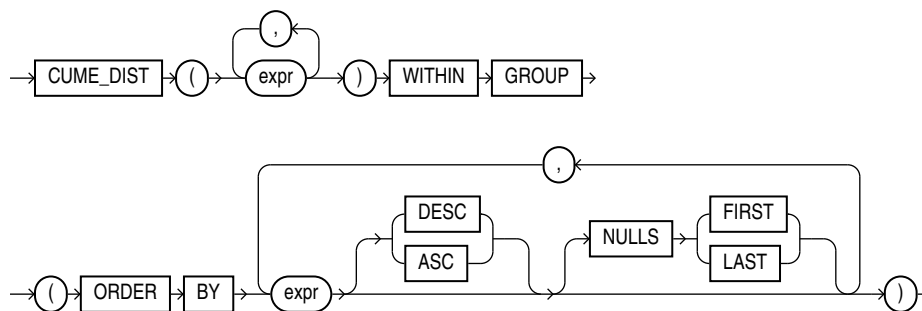 ,
CUME_DIST ( expr ) WITHIN GROUP
,
DESC FIRST
NULLS
ASC LAST
( ORDER BY expr )